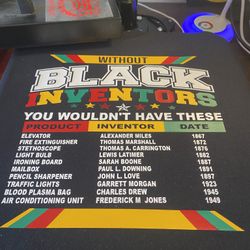 WITHOUT
BLACK
INVENTORS
YOU WOULDN'T HAVE THESE
PRODUCT INVENTOR DATE
ELEVATOR ALEXANDER MILES 1867
FIRE EXTINGUISHER THOMAS MARSHALL 1872
STETHOSCOPE THOMAS A. CARRINGTON 1876
LIGHT BULB LEWIS LATIMER 1882
IRONING BOARD SARAH BOONE 1887
MAILBOX PAUL L. DOWNING 1891
PENCIL SHARPENER JOHN L. LOVE 1897
TRAFFIC LIGHTS GARRETT MORGAN 1923
BLOOD PLASMA BAG CHARLES DREW 1945
AIR CONDITIONING UNIT FREDERICK M JONES 1949